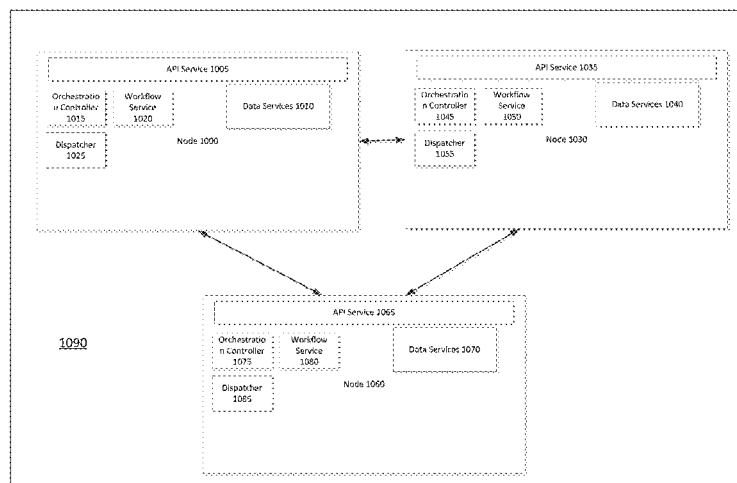 API Service 1005
Orchestratio
n Controller
1015
Workflow
Service
1020
Data Services 1010
Dispatcher
1025
Node 1000
API Service 1035
Orchestratio
n Controller
1045
Workflow
Service
1050
Data Services 1040
Dispatcher
1055
Node 1030
API Service 1065
Orchestratio
n Controller
1075
Workflow
Service
1080
Data Services 1070
Dispatcher
1085
Node 1060
1090